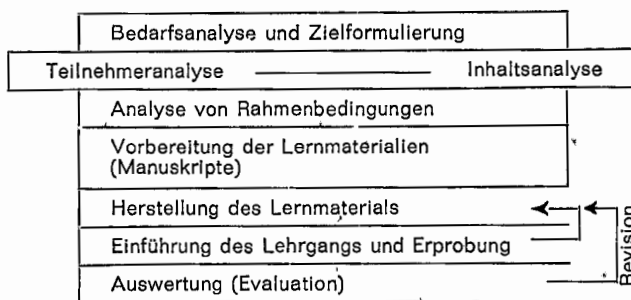 Bedarfsanalyse und Zielformulierung
Teilnehmeranalyse Inhaltsanalyse
Analyse von Rahmenbedingungen
Vorbereitung der Lernmaterialien
(Manuskripte)
Herstellung des Lernmaterials
Einführung des Lehrgangs und Erprobung
Auswertung (Evaluation)
Revision